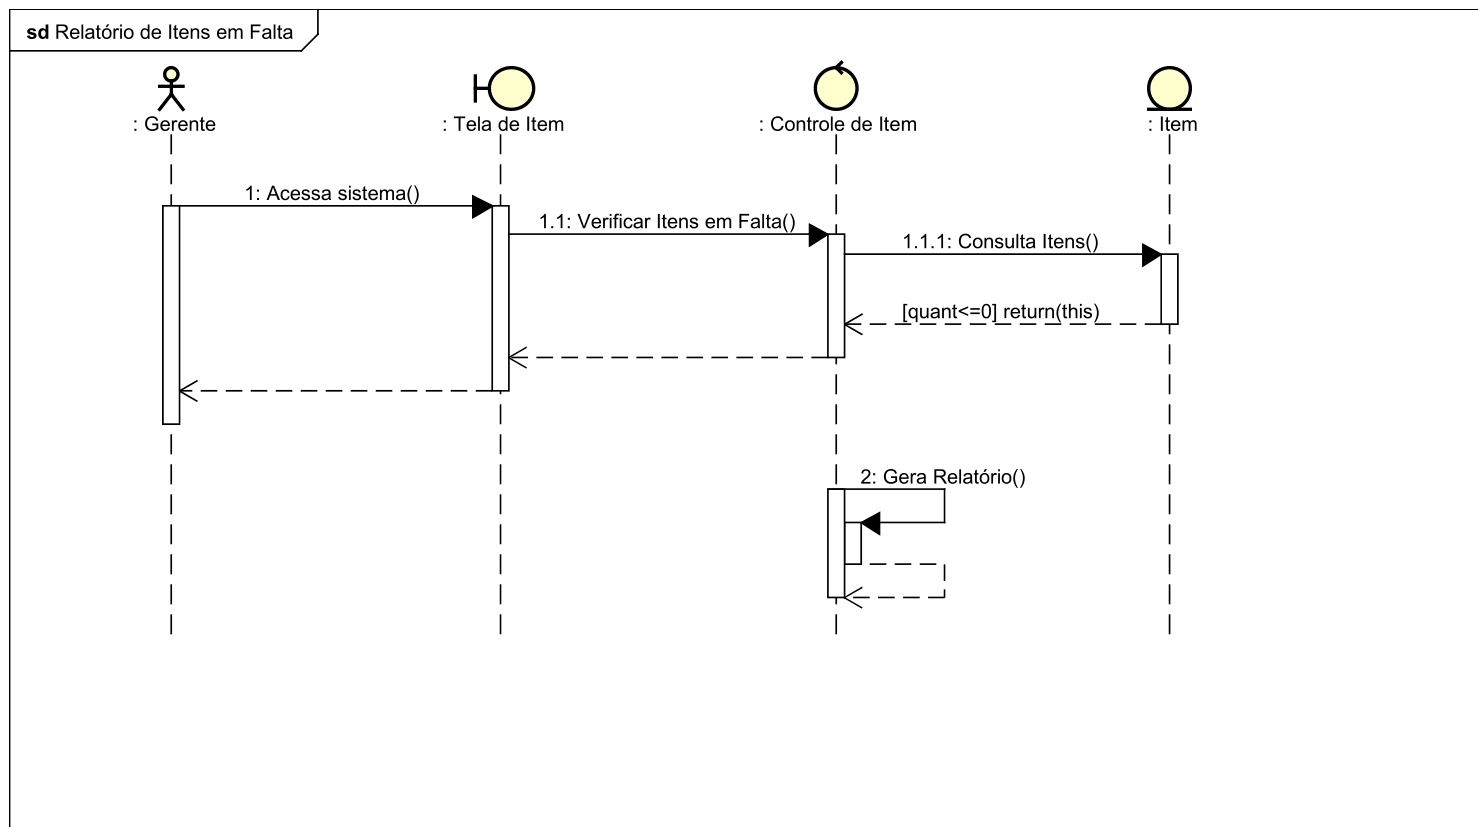 sd Relatório de Itens em Falta
: Gerente
: Tela de Item
: Controle de Item
: Item
1: Acessa sistema()
1.1: Verificar Itens em Falta()
1.1.1: Consulta Itens()
[quant<=0] return(this)
2: Gera Relatório()